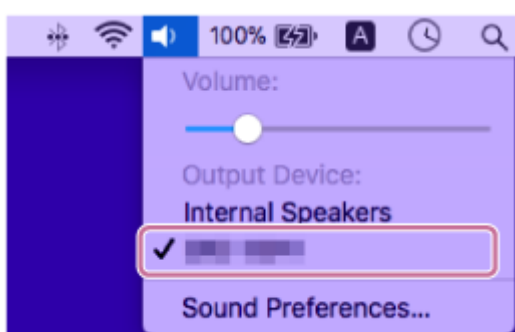 100% A
Volume:
Output Device:
Internal Speakers
Sound Preferences...